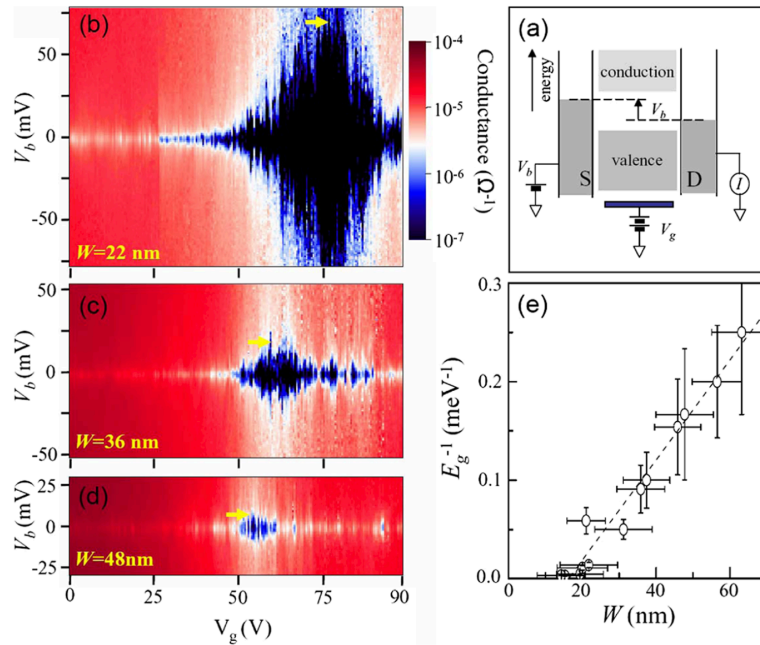 (b)
V_b (mV)
50
0
-50
W=22 nm
10^-4
10^-5
10^-6
10^-7
Conductance (Ω^-1)
(a)
energy
conduction
V_b
valence
S
D
V_b
I
V_g
(c)
V_b (mV)
50
0
-50
W=36 nm
(d)
V_b (mV)
25
0
-25
W=48nm
0
25
50
75
90
V_g (V)
(e)
E_g^-1 (meV^-1)
0.3
0.2
0.1
0.0
0
20
40
60
W (nm)